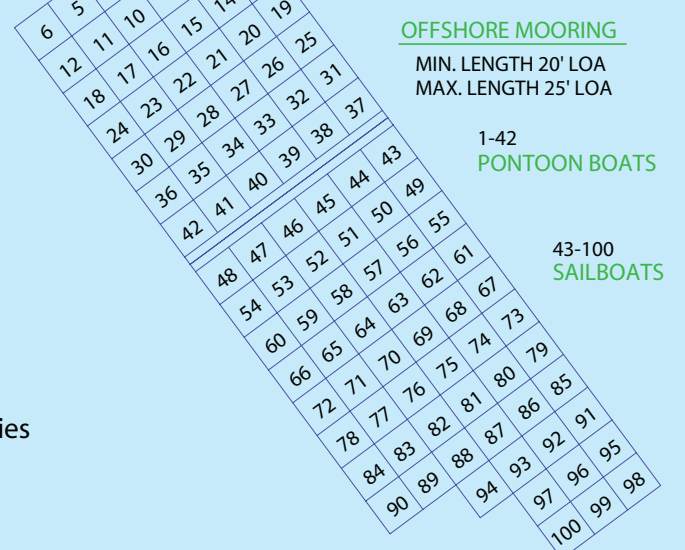 OFFSHORE MOORING
MIN. LENGTH 20' LOA
MAX. LENGTH 25' LOA
1-42
PONTOON BOATS
43-100
SAILBOATS
6 5
12 11 10
18 17 16 15 14
24 23 22 21 20 19
30 29 28 27 26 25
36 35 34 33 32 31
42 41 40 39 38 37
48 47 46 45 44 43
54 53 52 51 50 49
60 59 58 57 56 55
66 65 64 63 62 61
72 71 70 69 68 67
78 77 76 75 74 73
84 83 82 81 80 79
90 89 88 87 86 85
94 93 92 91
97 96 95
100 99 98
ies